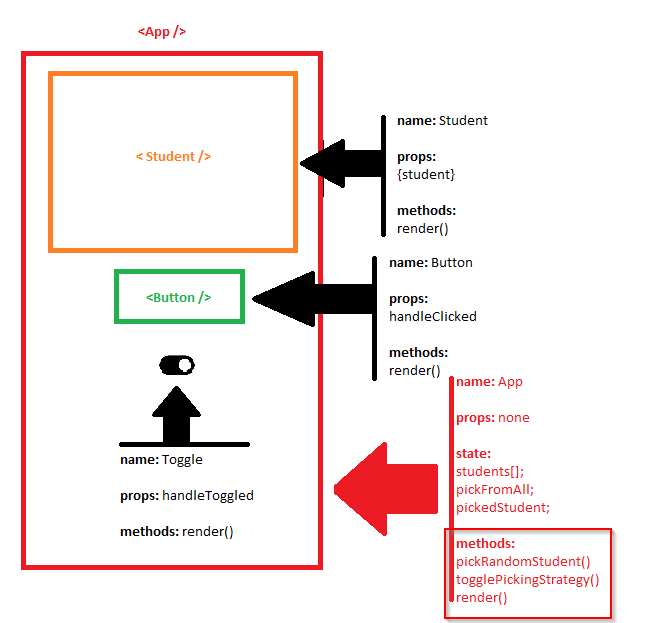 <App />
< Student />
name: Student
props:
{student}
methods:
render()
<Button />
name: Button
props:
handleClicked
methods:
render()
name: Toggle
props: handleToggled
methods: render()
name: App
props: none
state:
students[];
pickFromAll;
pickedStudent;
methods:
pickRandomStudent()
togglePickingStrategy()
render()